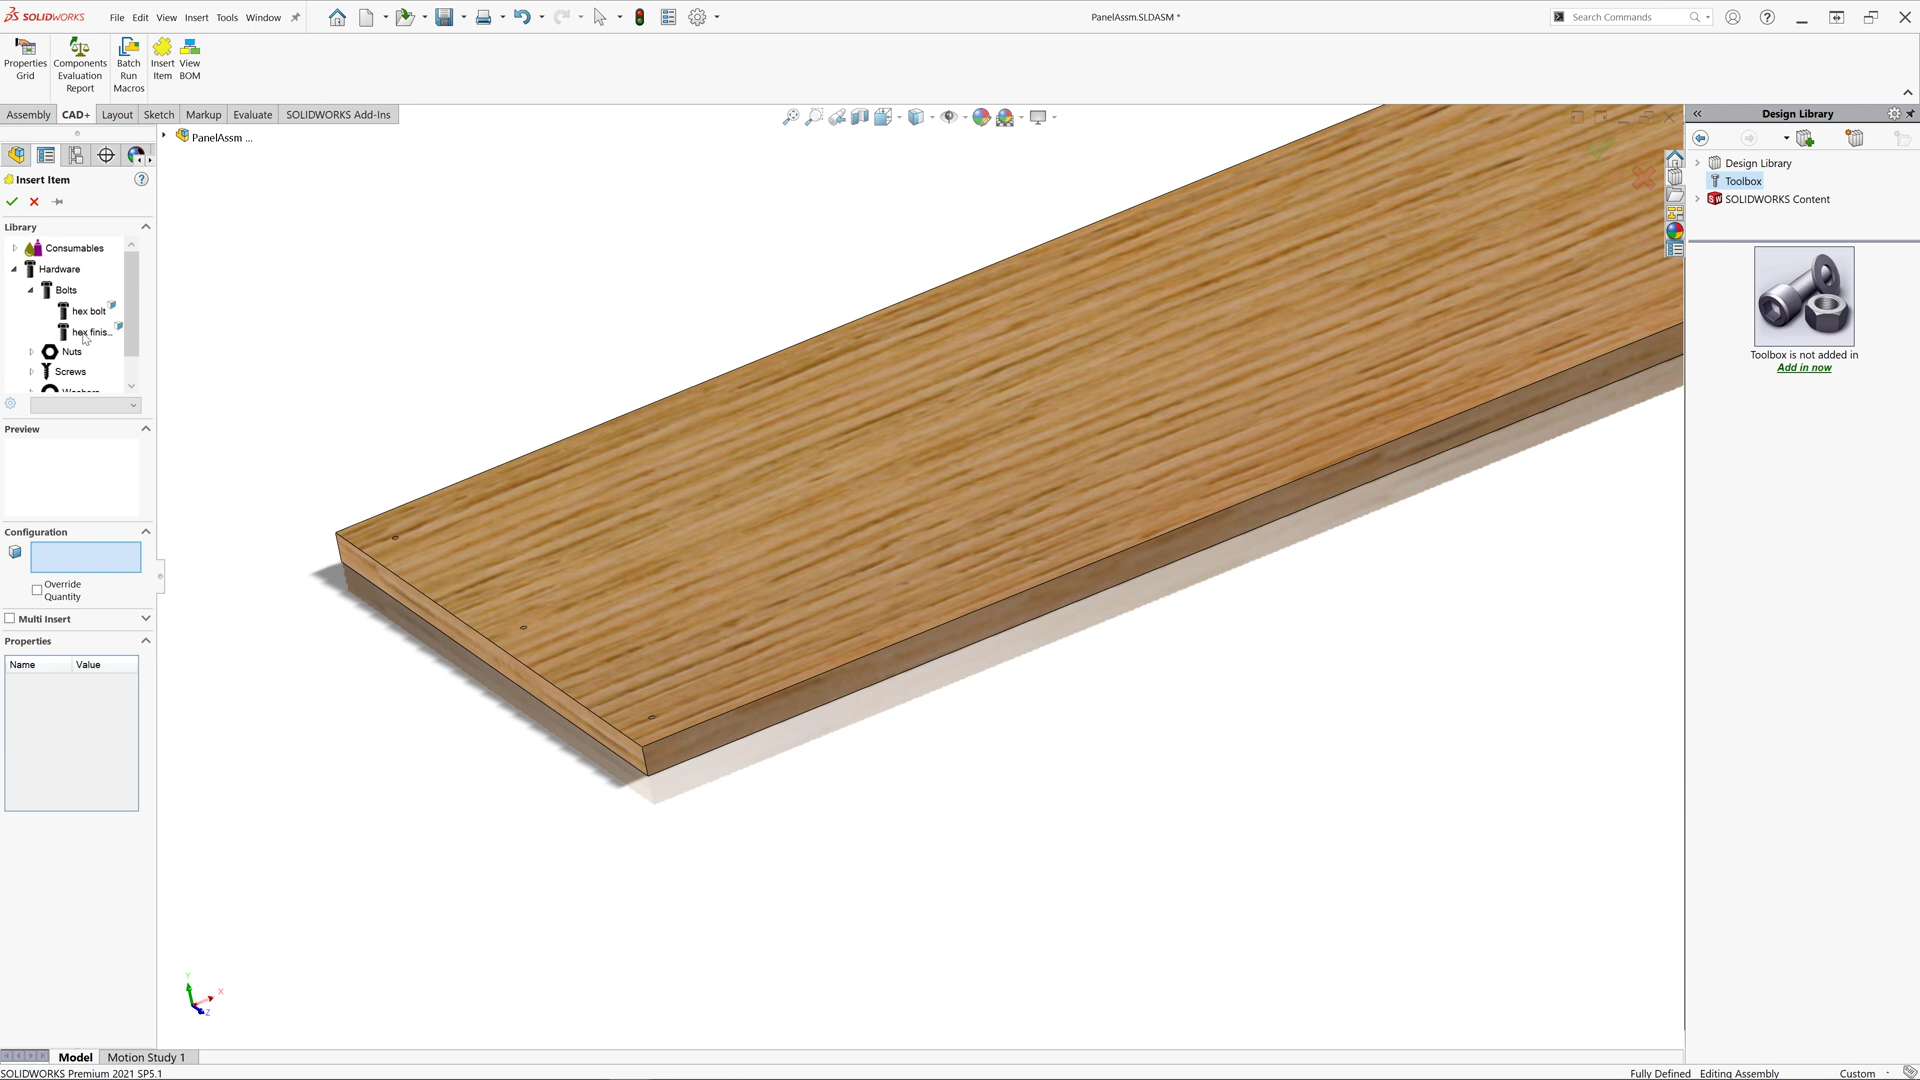 SOLIDWORKS File Edit View Insert Tools Window PanelAssm.SLDASM * Search Commands
Properties Grid
Components Evaluation Report
Batch Run Macros
Insert Item
View BOM
Assembly CAD+ Layout Sketch Markup Evaluate SOLIDWORKS Add-Ins
PanelAssm ...
Insert Item
Library
Consumables
Hardware
Bolts
hex bolt
hex finis...
Nuts
Screws
Preview
Configuration
Override
Quantity
Multi Insert
Properties
Name Value
Y
X
Z
Design Library
Design Library
Toolbox
SOLIDWORKS Content
Toolbox is not added in
Add in now
Model Motion Study 1
SOLIDWORKS Premium 2021 SP5.1 Fully Defined Editing Assembly Custom